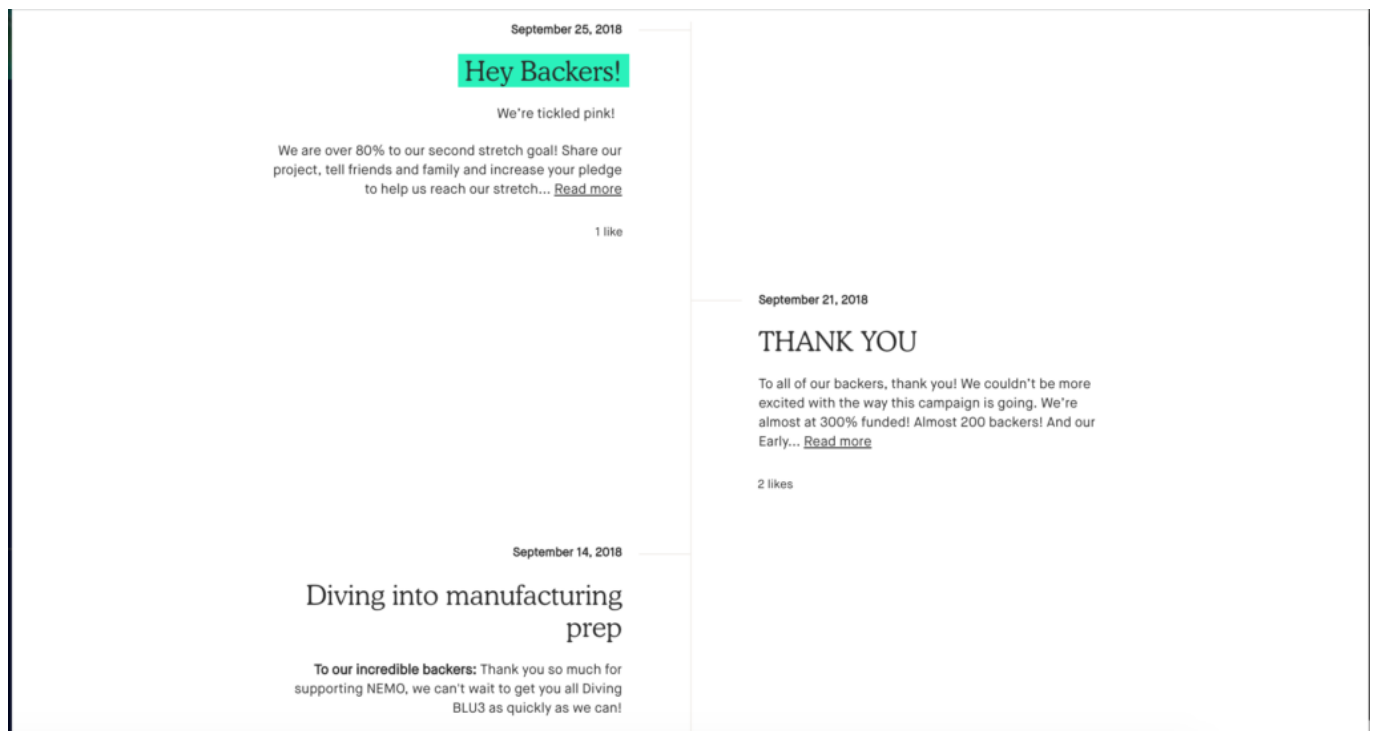 September 25, 2018
Hey Backers!
We're tickled pink!
We are over 80% to our second stretch goal! Share our
project, tell friends and family and increase your pledge
to help us reach our stretch... Read more
1 like
September 21, 2018
THANK YOU
To all of our backers, thank you! We couldn't be more
excited with the way this campaign is going. We're
almost at 300% funded! Almost 200 backers! And our
Early... Read more
2 likes
September 14, 2018
Diving into manufacturing
prep
To our incredible backers: Thank you so much for
supporting NEMO, we can't wait to get you all Diving
BLU3 as quickly as we can!